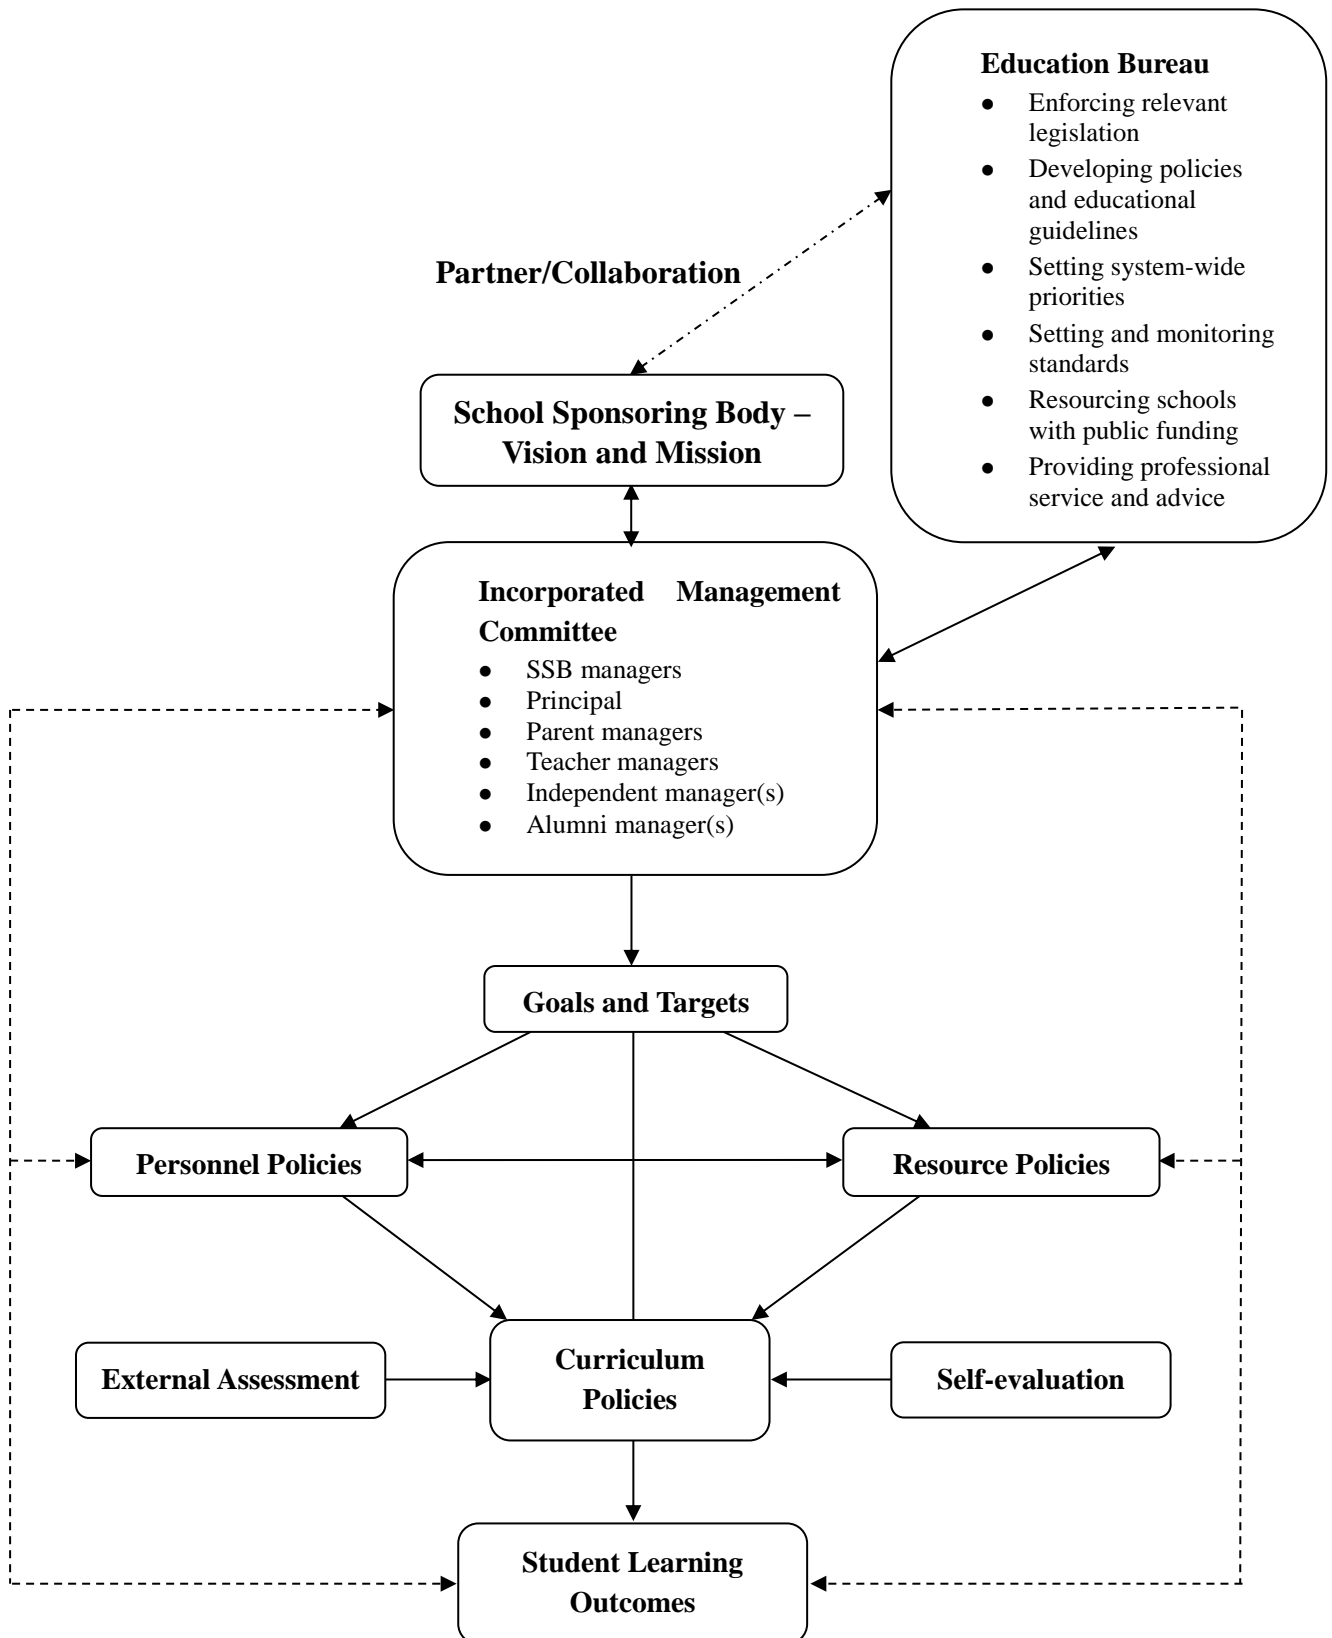 Education Bureau
● Enforcing relevant
legislation
● Developing policies
and educational
guidelines
● Setting system-wide
priorities
● Setting and monitoring
standards
● Resourcing schools
with public funding
● Providing professional
service and advice
Partner/Collaboration
School Sponsoring Body –
Vision and Mission
Incorporated Management
Committee
● SSB managers
● Principal
● Parent managers
● Teacher managers
● Independent manager(s)
● Alumni manager(s)
Goals and Targets
Personnel Policies
Resource Policies
External Assessment
Curriculum
Policies
Self-evaluation
Student Learning
Outcomes